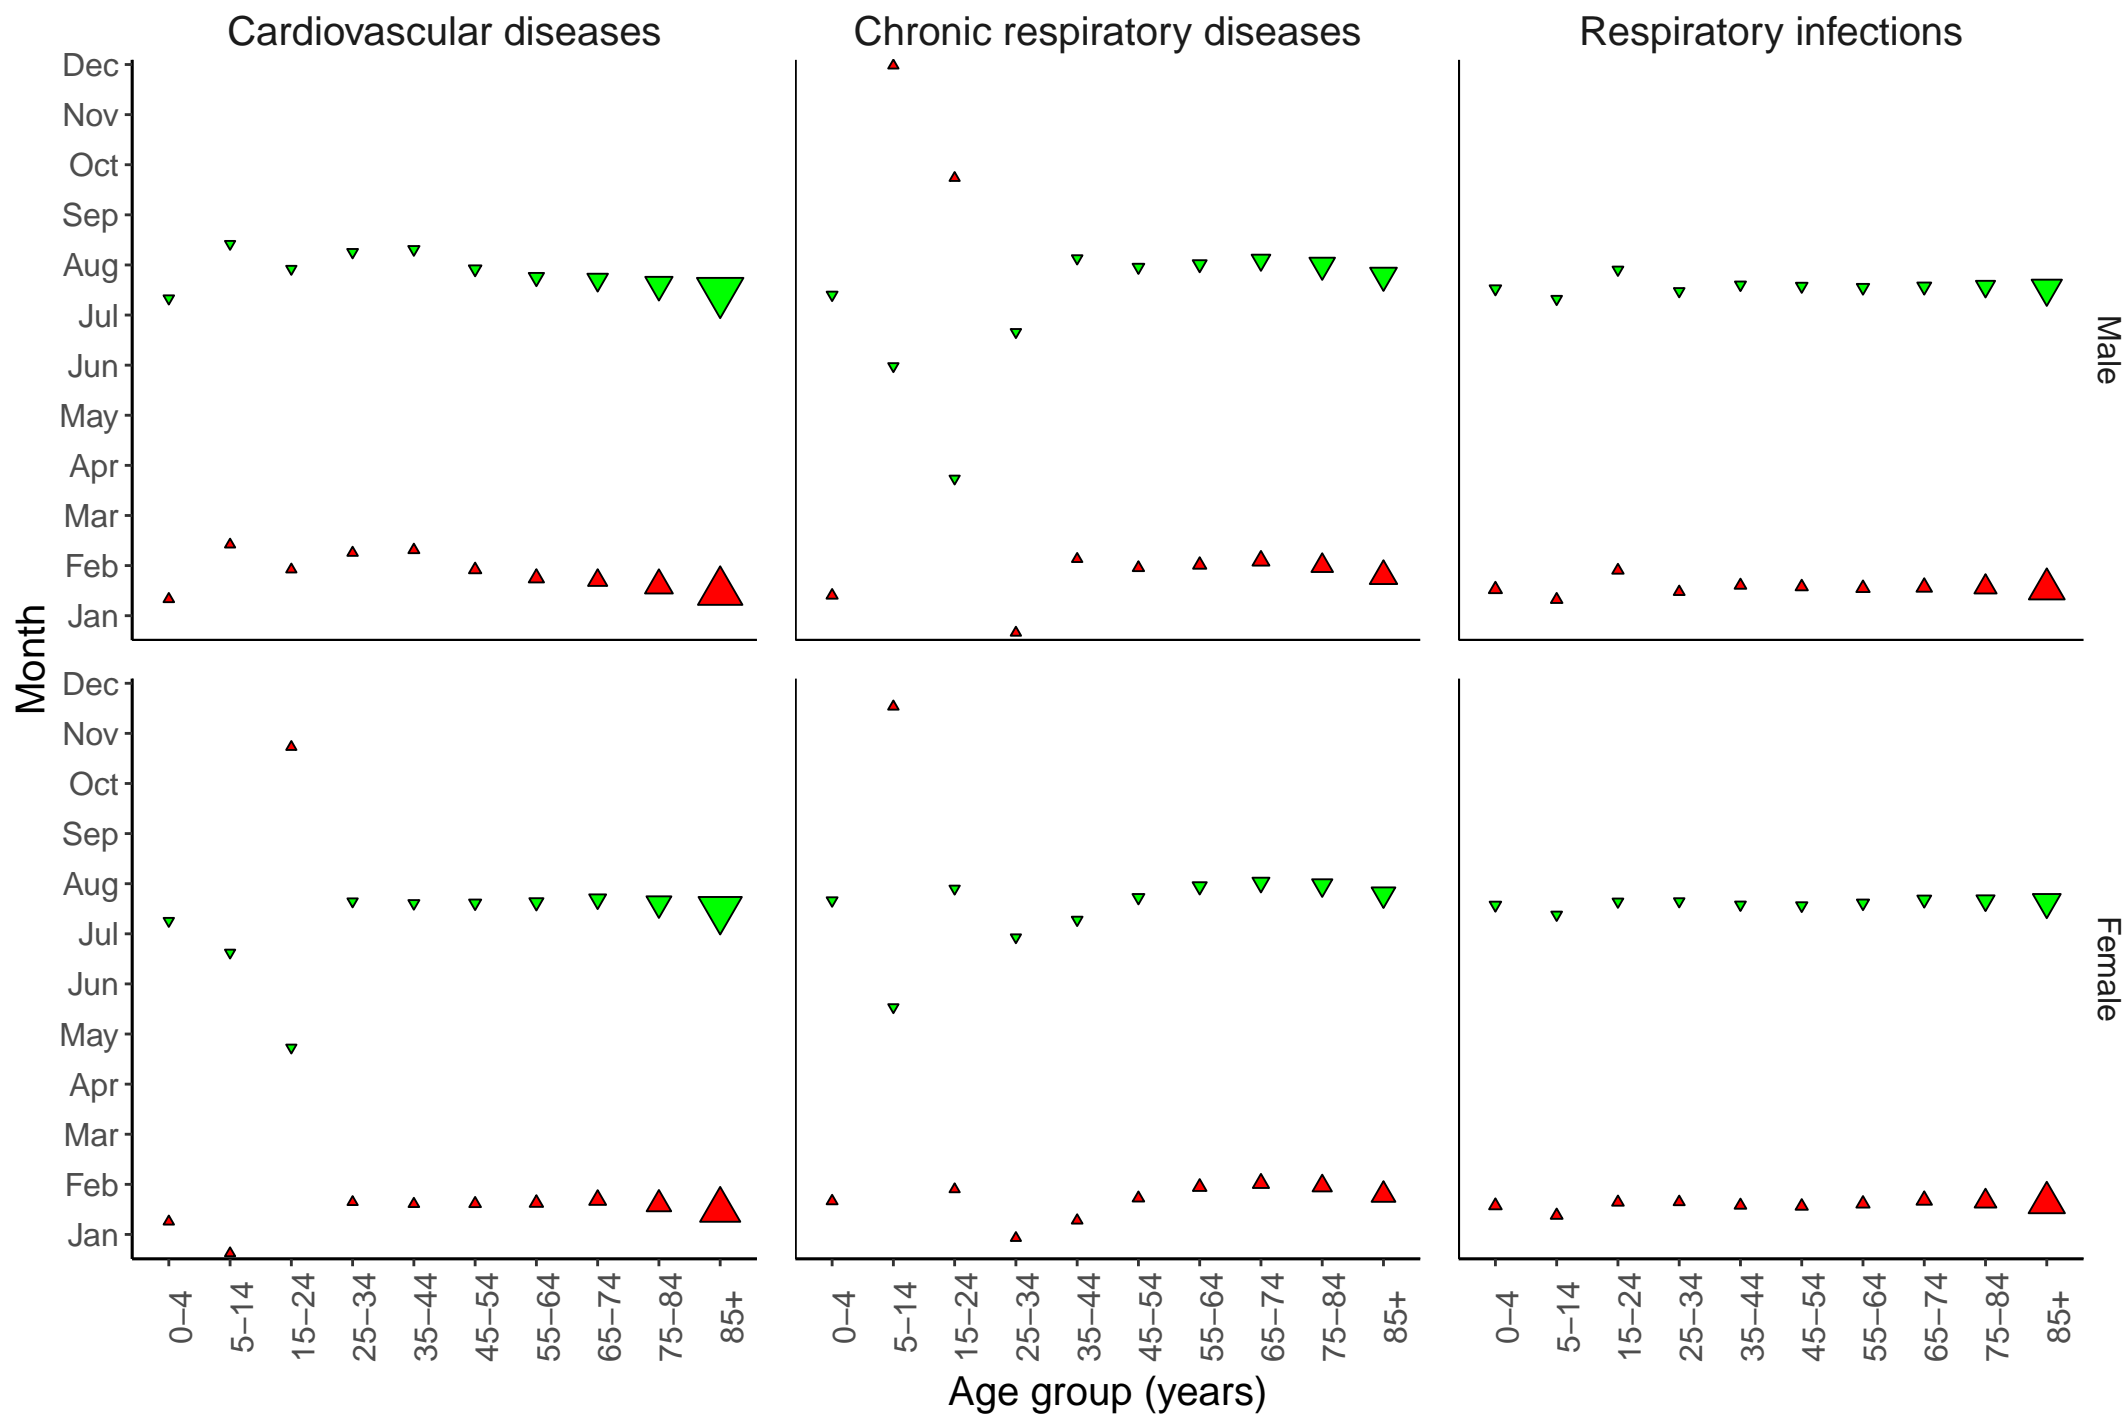 Cardiovascular diseases
Chronic respiratory diseases
Respiratory infections
Dec
Nov
Oct
Sep
Aug
Jul
Jun
May
Apr
Mar
Feb
Jan
Male
Month
Dec
Nov
Oct
Sep
Aug
Jul
Jun
May
Apr
Mar
Feb
Jan
Female
0–4
5–14
15–24
25–34
35–44
45–54
55–64
65–74
75–84
85+
0–4
5–14
15–24
25–34
35–44
45–54
55–64
65–74
75–84
85+
0–4
5–14
15–24
25–34
35–44
45–54
55–64
65–74
75–84
85+
Age group (years)